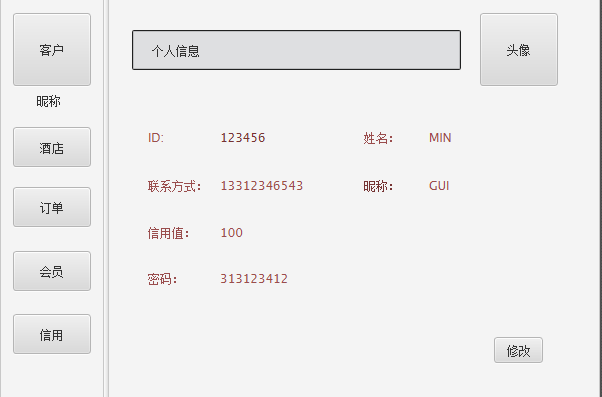 客户
昵称
酒店
订单
会员
信用
个人信息
头像
ID: 123456 姓名: MIN
联系方式: 13312346543 昵称: GUI
信用值: 100
密码: 313123412
修改